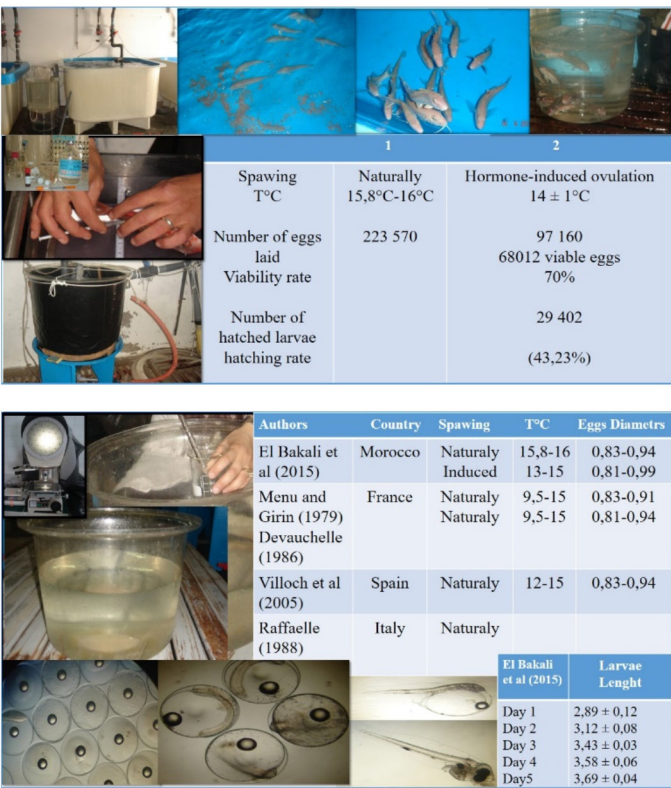 1 2
Spawing Naturally Hormone-induced ovulation
T°C 15,8°C-16°C 14 ± 1°C
Number of eggs 223 570 97 160
laid 68012 viable eggs
Viability rate 70%
Number of 29 402
hatched larvae
hatching rate (43,23%)
Authors Country Spawing T°C Eggs Diametrs
El Bakali et Morocco Naturaly 15,8-16 0,83-0,94
al (2015) Induced 13-15 0,81-0,99
Menu and France Naturaly 9,5-15 0,83-0,91
Girin (1979) Naturaly 9,5-15 0,81-0,94
Devauchelle
(1986)
Villoch et al Spain Naturaly 12-15 0,83-0,94
(2005)
Raffaelle Italy Naturaly
(1988)
El Bakali Larvae
et al (2015) Lenght
Day 1 2,89 ± 0,12
Day 2 3,12 ± 0,08
Day 3 3,43 ± 0,03
Day 4 3,58 ± 0,06
Day5 3,69 ± 0,04